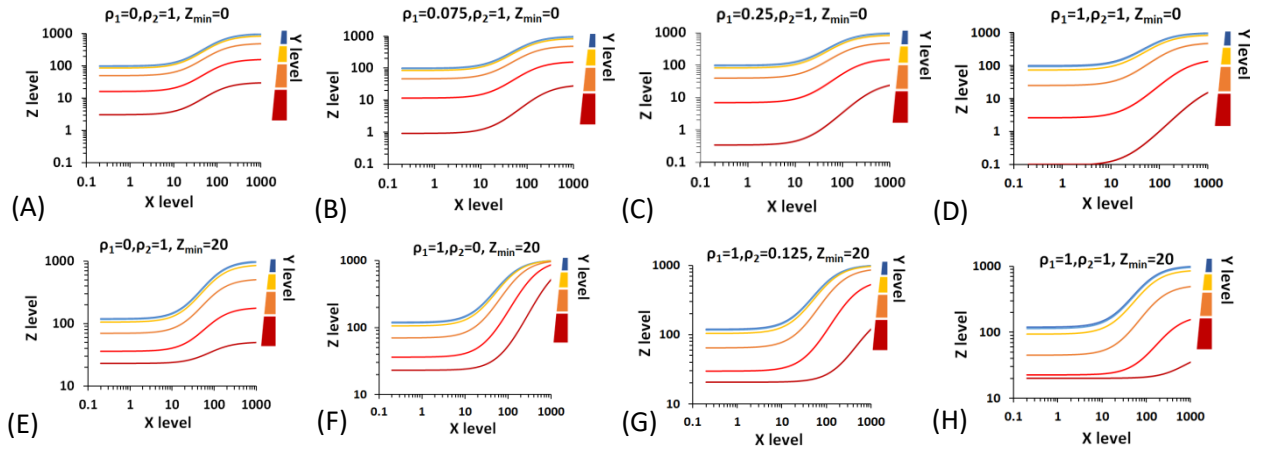 ρ1=0,ρ2=1, Zmin=0
Z level
1000
100
10
1
0.1
0.1 1 10 100 1000
X level
Y level
(A)
ρ1=0.075,ρ2=1, Zmin=0
Z level
1000
100
10
1
0.1
0.1 1 10 100 1000
X level
Y level
(B)
ρ1=0.25,ρ2=1, Zmin=0
Z level
1000
100
10
1
0.1
0.1 1 10 100 1000
X level
Y level
(C)
ρ1=1,ρ2=1, Zmin=0
Z level
1000
100
10
1
0.1
0.1 1 10 100 1000
X level
Y level
(D)
ρ1=0,ρ2=1, Zmin=20
Z level
1000
100
10
0.1 1 10 100 1000
X level
Y level
(E)
ρ1=1,ρ2=0, Zmin=20
Z level
1000
100
10
0.1 1 10 100 1000
X level
Y level
(F)
ρ1=1,ρ2=0.125, Zmin=20
Z level
1000
100
10
0.1 1 10 100 1000
X level
Y level
(G)
ρ1=1,ρ2=1, Zmin=20
Z level
1000
100
10
0.1 1 10 100 1000
X level
Y level
(H)